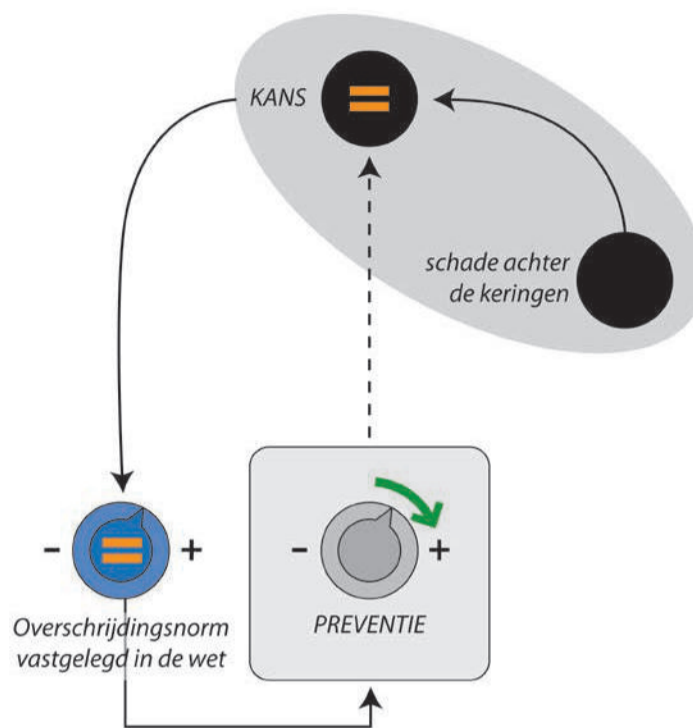 KANS
schade achter
de keringen
- +
- +
Overschrijdingsnorm
vastgelegd in de wet
PREVENTIE